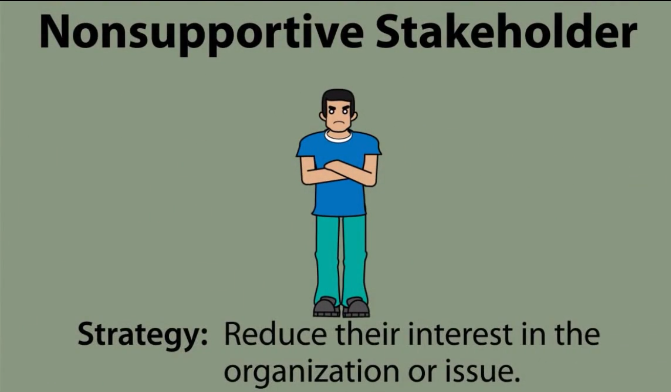 Nonsupportive Stakeholder
Strategy: Reduce their interest in the
organization or issue.